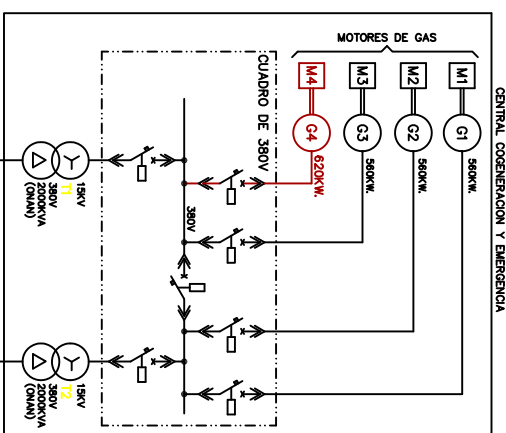 CENTRAL COGENERACION Y EMERGENCIA
MOTORES DE GAS
M4
M3
M2
M1
G4
G3
G2
G1
620KW.
560KW.
560KW.
560KW.
CUADRO DE 380V
380V
T1
15KV
380V
2000KVA
(ONAN)
T2
15KV
380V
2000KVA
(ONAN)